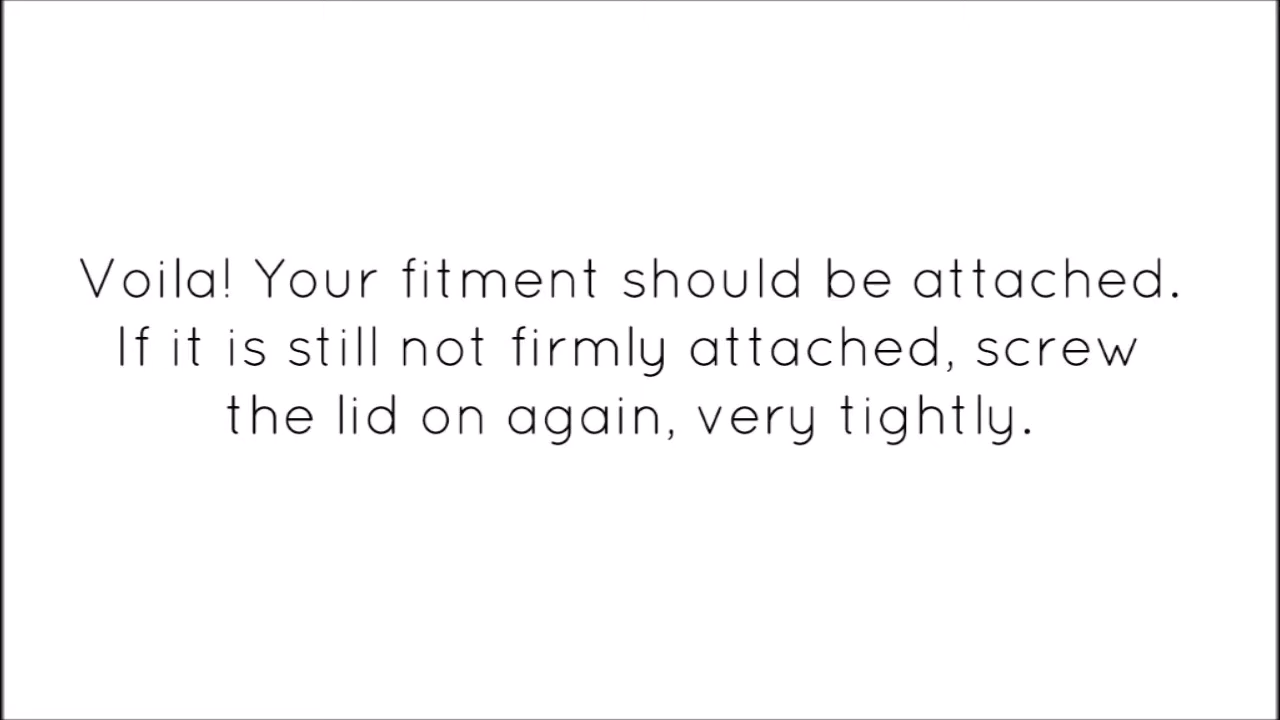 Voila! Your fitment should be attached.
If it is still not firmly attached, screw
the lid on again, very tightly.